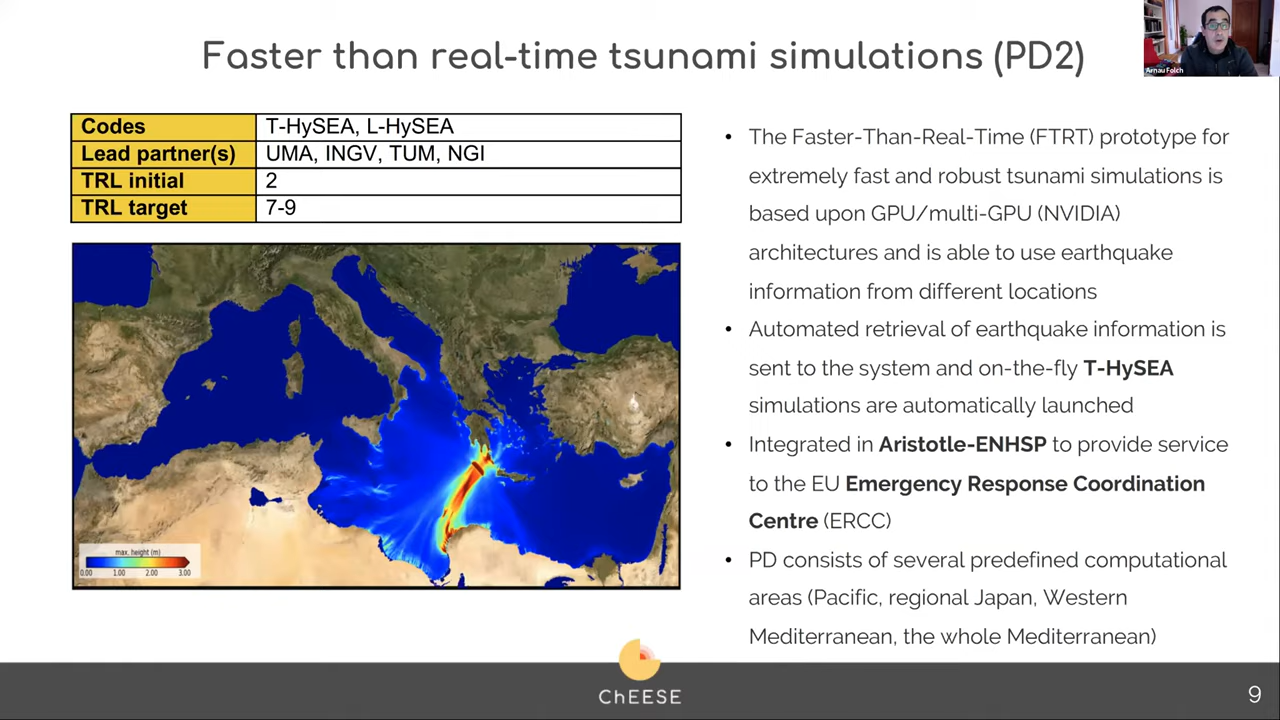 Faster than real-time tsunami simulations (PD2)
Arnau Folch
Codes T-HySEA, L-HySEA
Lead partner(s) UMA, INGV, TUM, NGI
TRL initial 2
TRL target 7-9
max. height (m)
0.00 1.00 2.00 3.00
• The Faster-Than-Real-Time (FTRT) prototype for
extremely fast and robust tsunami simulations is
based upon GPU/multi-GPU (NVIDIA)
architectures and is able to use earthquake
information from different locations
• Automated retrieval of earthquake information is
sent to the system and on-the-fly T-HySEA
simulations are automatically launched
• Integrated in Aristotle-ENHSP to provide service
to the EU Emergency Response Coordination
Centre (ERCC)
• PD consists of several predefined computational
areas (Pacific, regional Japan, Western
Mediterranean, the whole Mediterranean)
ChEESE
9